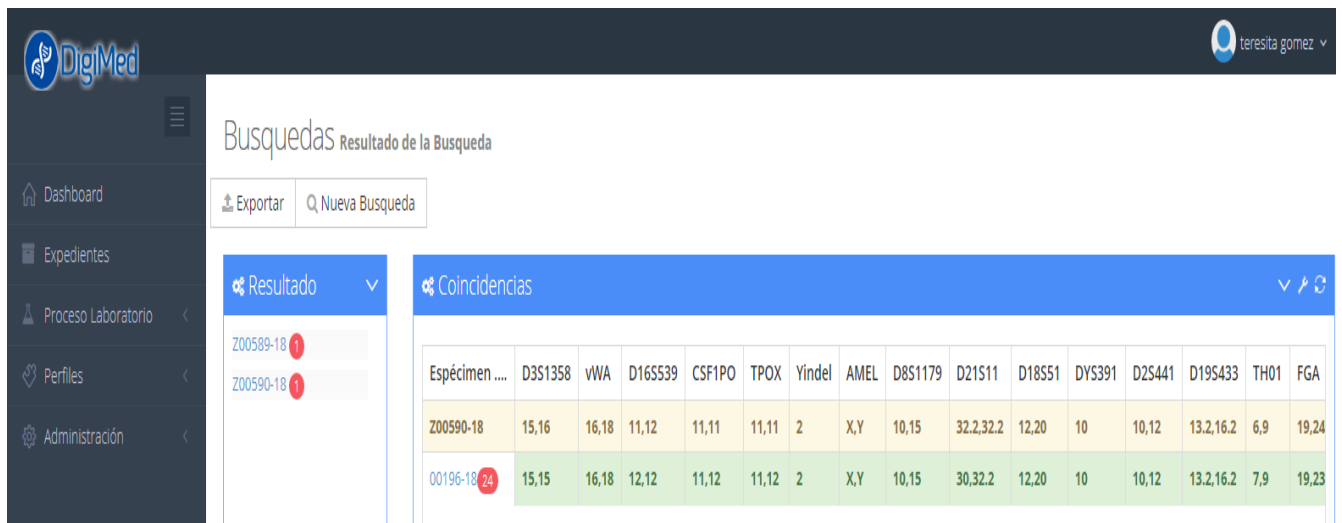 DigiMed
teresita gomez
Busquedas Resultado de la Busqueda
Dashboard
Exportar Nueva Busqueda
Expedientes
Resultado
Coincidencias
Proceso Laboratorio
Z00589-18 1
Z00590-18 1
Perfiles
Administración
Espécimen .... D3S1358 vWA D16S539 CSF1PO TPOX Yindel AMEL D8S1179 D21S11 D18S51 DYS391 D2S441 D19S433 TH01 FGA
Z00590-18 15,16 16,18 11,12 11,11 11,11 2 X,Y 10,15 32.2,32.2 12,20 10 10,12 13.2,16.2 6,9 19,24
00196-18 24 15,15 16,18 12,12 11,12 11,12 2 X,Y 10,15 30,32.2 12,20 10 10,12 13.2,16.2 7,9 19,23